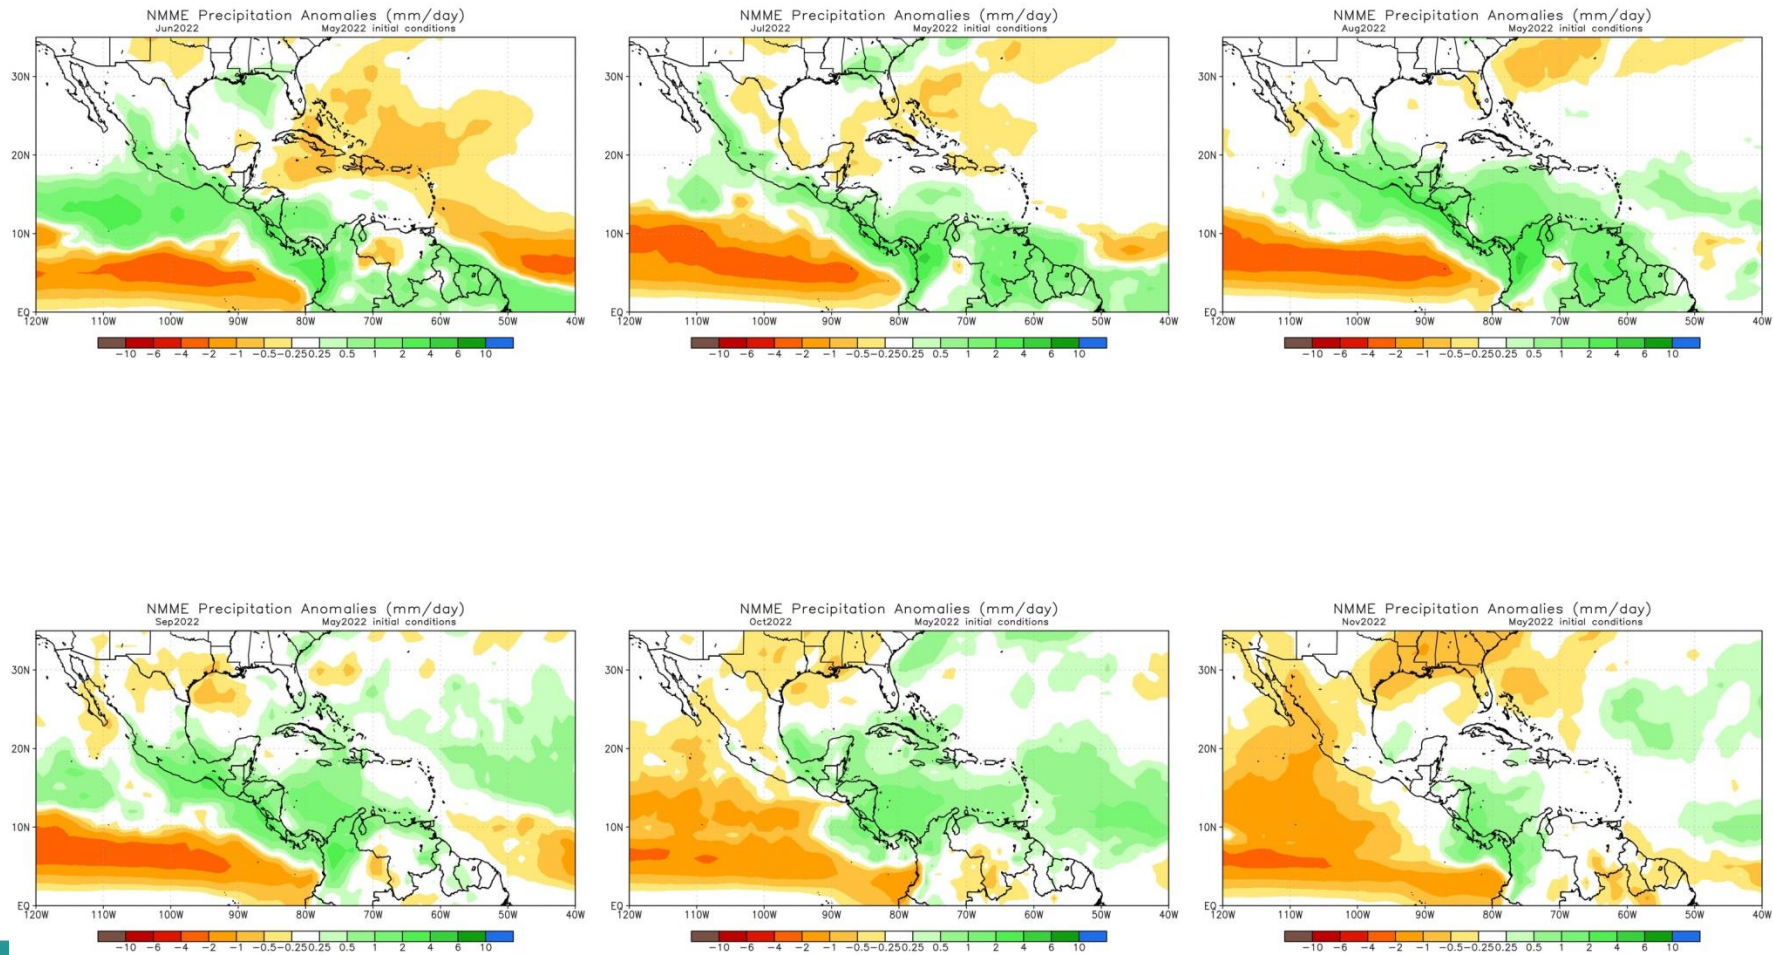 NMME Precipitation Anomalies (mm/day)
Jun2022 May2022 initial conditions
30N
20N
10N
EQ
120W 110W 100W 90W 80W 70W 60W 50W 40W
-10 -6 -4 -2 -1 -0.5 -0.25 0.25 0.5 1 2 4 6 10
NMME Precipitation Anomalies (mm/day)
Jul2022 May2022 initial conditions
30N
20N
10N
EQ
120W 110W 100W 90W 80W 70W 60W 50W 40W
-10 -6 -4 -2 -1 -0.5 -0.25 0.25 0.5 1 2 4 6 10
NMME Precipitation Anomalies (mm/day)
Aug2022 May2022 initial conditions
30N
20N
10N
EQ
120W 110W 100W 90W 80W 70W 60W 50W 40W
-10 -6 -4 -2 -1 -0.5 -0.25 0.25 0.5 1 2 4 6 10
NMME Precipitation Anomalies (mm/day)
Sep2022 May2022 initial conditions
30N
20N
10N
EQ
120W 110W 100W 90W 80W 70W 60W 50W 40W
-10 -6 -4 -2 -1 -0.5 -0.25 0.25 0.5 1 2 4 6 10
NMME Precipitation Anomalies (mm/day)
Oct2022 May2022 initial conditions
30N
20N
10N
EQ
120W 110W 100W 90W 80W 70W 60W 50W 40W
-10 -6 -4 -2 -1 -0.5 -0.25 0.25 0.5 1 2 4 6 10
NMME Precipitation Anomalies (mm/day)
Nov2022 May2022 initial conditions
30N
20N
10N
EQ
120W 110W 100W 90W 80W 70W 60W 50W 40W
-10 -6 -4 -2 -1 -0.5 -0.25 0.25 0.5 1 2 4 6 10